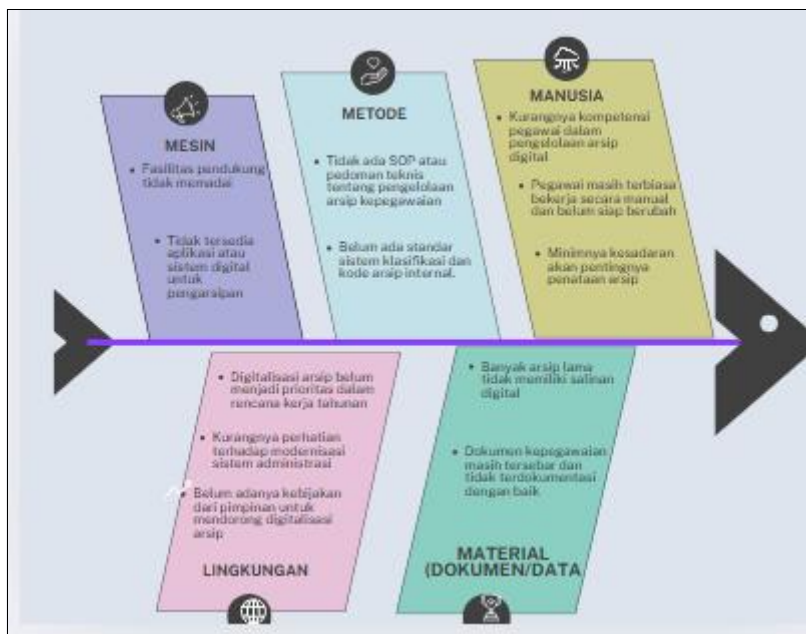 MESIN
• Fasilitas pendukung
tidak memadai
• Tidak tersedia
aplikasi atau
sistem digital
untuk
pengarsipan
METODE
• Tidak ada SOP atau
pedoman teknis
tentang pengelolaan
arsip kepegawaian
• Belum ada standar
sistem klasifikasi dan
kode arsip internal.
MANUSIA
• Kurangnya kompetensi
pegawai dalam
pengelolaan arsip
digital
• Pegawai masih terbiasa
bekerja secara manual
dan belum siap berubah
• Minimnya kesadaran
akan pentingnya
penataan arsip
• Digitalisasi arsip belum
menjadi prioritas dalam
rencana kerja tahunan
• Kurangnya perhatian
terhadap modernisasi
sistem administrasi
• Belum adanya kebijakan
dari pimpinan untuk
mendorong digitalisasi
arsip
LINGKUNGAN
• Banyak arsip lama
tidak memiliki salinan
digital
• Dokumen kepegawaian
masih tersebar dan
tidak terdokumentasi
dengan baik
MATERIAL
(DOKUMEN/DATA